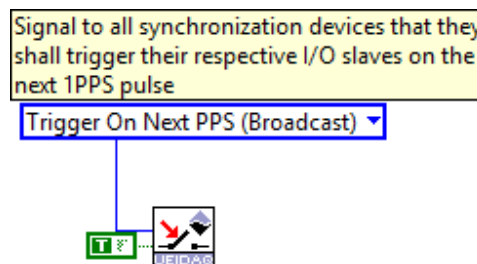 Signal to all synchronization devices that they
shall trigger their respective I/O slaves on the
next 1PPS pulse
Trigger On Next PPS (Broadcast)
T
UEIDAQ